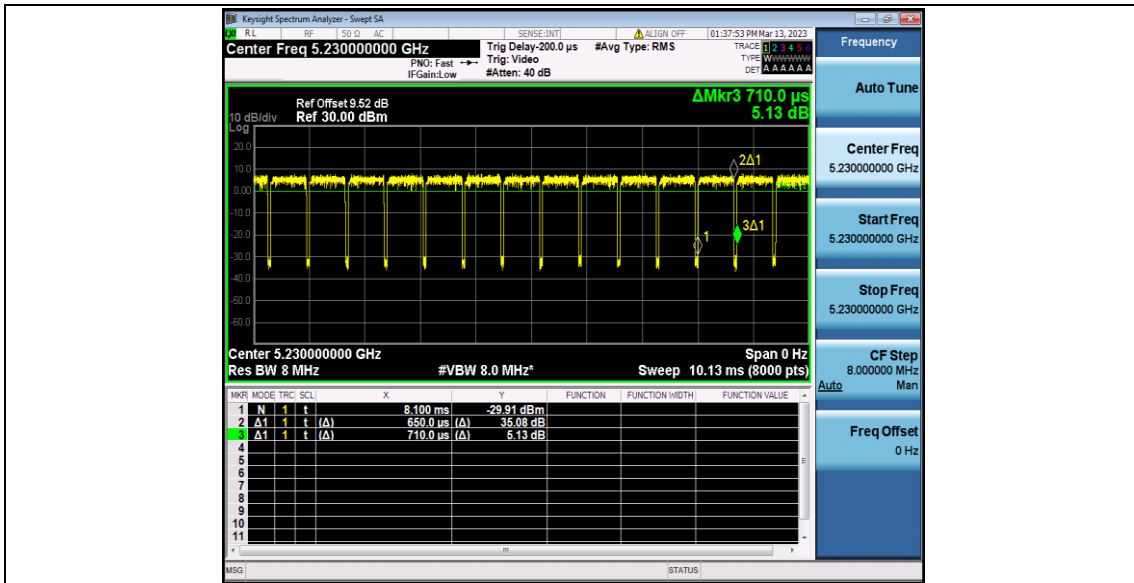 Keysight Spectrum Analyzer - Swept SA
RL RF 50 Ω AC SENSE:INT ALIGN OFF 01:37:53 PM Mar 13, 2023
Center Freq 5.230000000 GHz
PNO: Fast
IFGain:Low
Trig Delay-200.0 µs
Trig: Video
#Atten: 40 dB
#Avg Type: RMS
TRACE 1 2 3 4 5 6
TYPE WWWWWW
DET A A A A A A
Frequency
Auto Tune
Center Freq
5.230000000 GHz
Start Freq
5.230000000 GHz
Stop Freq
5.230000000 GHz
CF Step
8.000000 MHz
Auto Man
Freq Offset
0 Hz
ΔMkr3 710.0 µs
5.13 dB
Ref Offset 9.52 dB
10 dB/div Ref 30.00 dBm
Log
20.0
10.0
0.00
-10.0
-20.0
-30.0
-40.0
-50.0
-60.0
2Δ1
1
3Δ1
Center 5.230000000 GHz Span 0 Hz
Res BW 8 MHz #VBW 8.0 MHz* Sweep 10.13 ms (8000 pts)
MKR MODE TRC SCL X Y FUNCTION FUNCTION WIDTH FUNCTION VALUE
1 N 1 t 8.100 ms -29.91 dBm
2 Δ1 1 t (Δ) 650.0 µs (Δ) 35.08 dB
3 Δ1 1 t (Δ) 710.0 µs (Δ) 5.13 dB
4
5
6
7
8
9
10
11
MSG STATUS